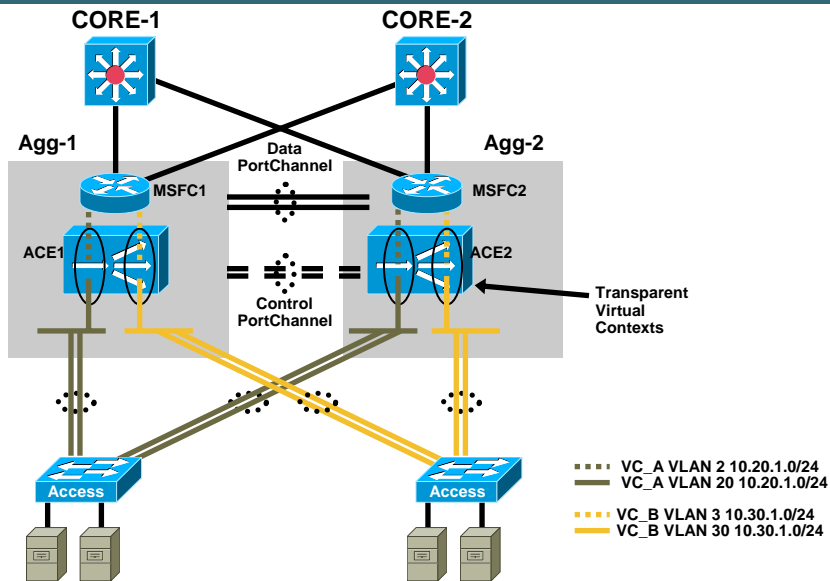 CORE-1
CORE-2
Agg-1
Data
PortChannel
Agg-2
MSFC1
MSFC2
ACE1
ACE2
Control
PortChannel
Transparent
Virtual
Contexts
Access
Access
VC_A VLAN 2 10.20.1.0/24
VC_A VLAN 20 10.20.1.0/24
VC_B VLAN 3 10.30.1.0/24
VC_B VLAN 30 10.30.1.0/24